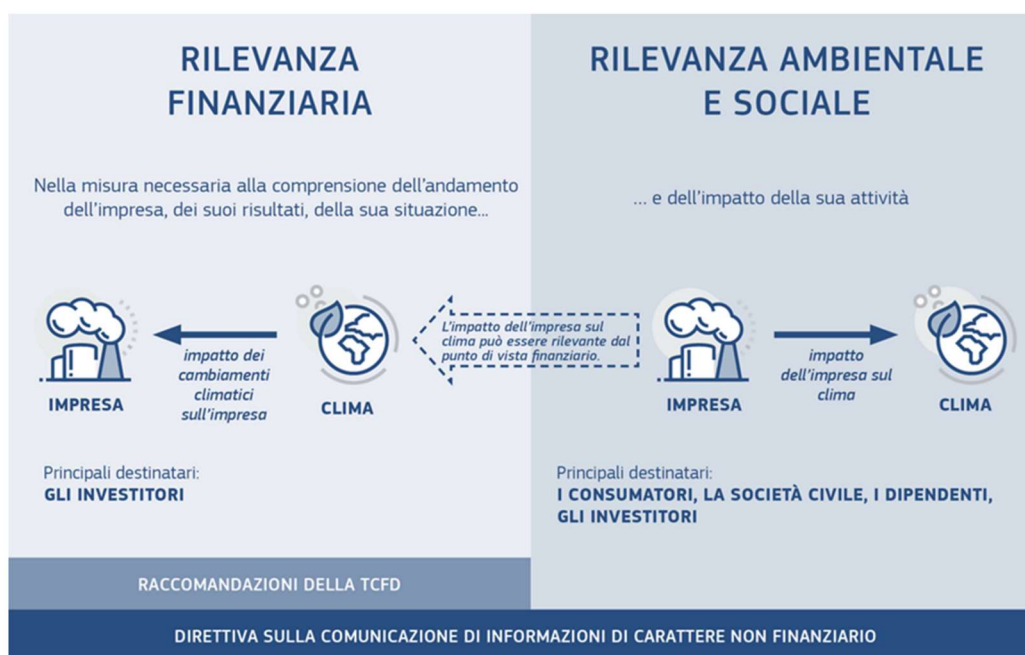 RILEVANZA
FINANZIARIA
Nella misura necessaria alla comprensione dell'andamento
dell'impresa, dei suoi risultati, della sua situazione...
IMPRESA
impatto dei
cambiamenti
climatici
sull'impresa
CLIMA
Principali destinatari:
GLI INVESTITORI
L'impatto dell'impresa sul
clima può essere rilevante dal
punto di vista finanziario.
RILEVANZA AMBIENTALE
E SOCIALE
... e dell'impatto della sua attività
IMPRESA
impatto
dell'impresa sul
clima
CLIMA
Principali destinatari:
I CONSUMATORI, LA SOCIETÀ CIVILE, I DIPENDENTI,
GLI INVESTITORI
RACCOMANDAZIONI DELLA TCFD
DIRETTIVA SULLA COMUNICAZIONE DI INFORMAZIONI DI CARATTERE NON FINANZIARIO